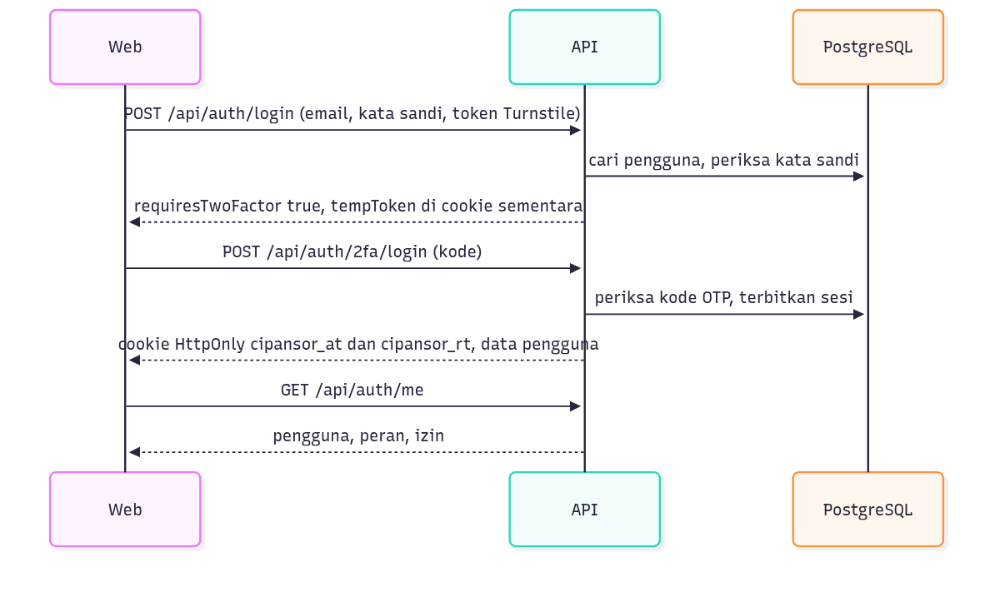 Web
API
PostgreSQL
POST /api/auth/login (email, kata sandi, token Turnstile)
cari pengguna, periksa kata sandi
requiresTwoFactor true, tempToken di cookie sementara
POST /api/auth/2fa/login (kode)
periksa kode OTP, terbitkan sesi
cookie HttpOnly cipansor_at dan cipansor_rt, data pengguna
GET /api/auth/me
pengguna, peran, izin
Web
API
PostgreSQL